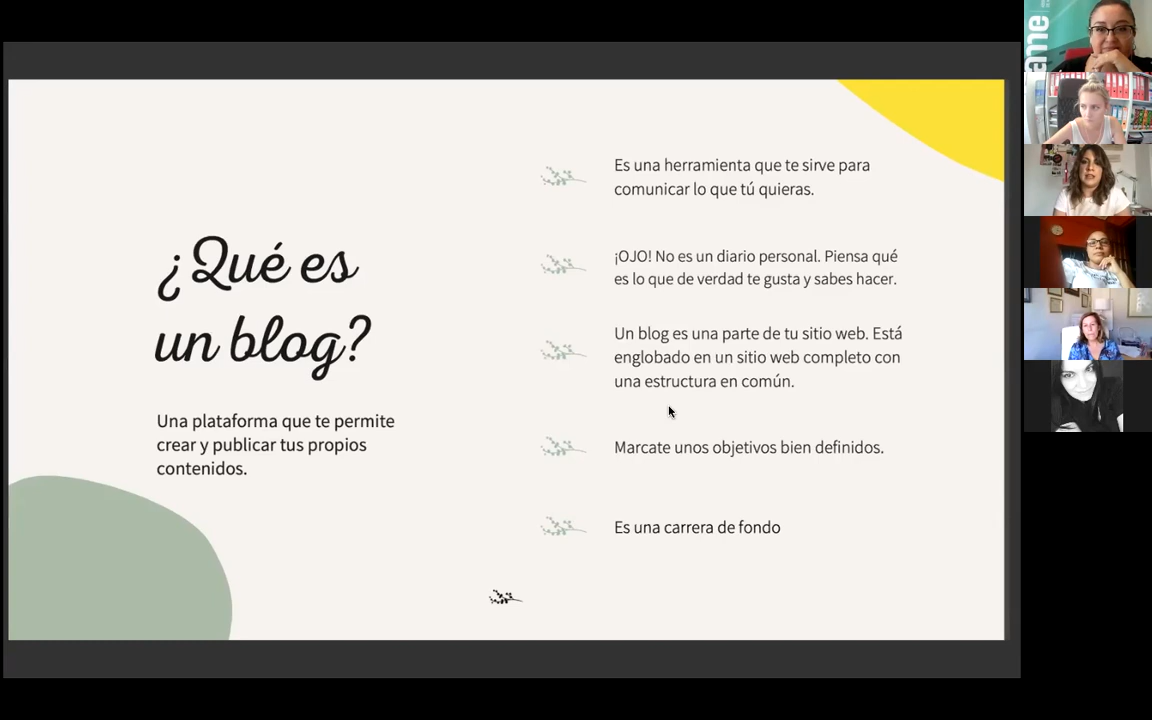 ¿Qué es
un blog?
Una plataforma que te permite
crear y publicar tus propios
contenidos.
Es una herramienta que te sirve para
comunicar lo que tú quieras.
¡OJO! No es un diario personal. Piensa qué
es lo que de verdad te gusta y sabes hacer.
Un blog es una parte de tu sitio web. Está
englobado en un sitio web completo con
una estructura en común.
Marcate unos objetivos bien definidos.
Es una carrera de fondo
ame